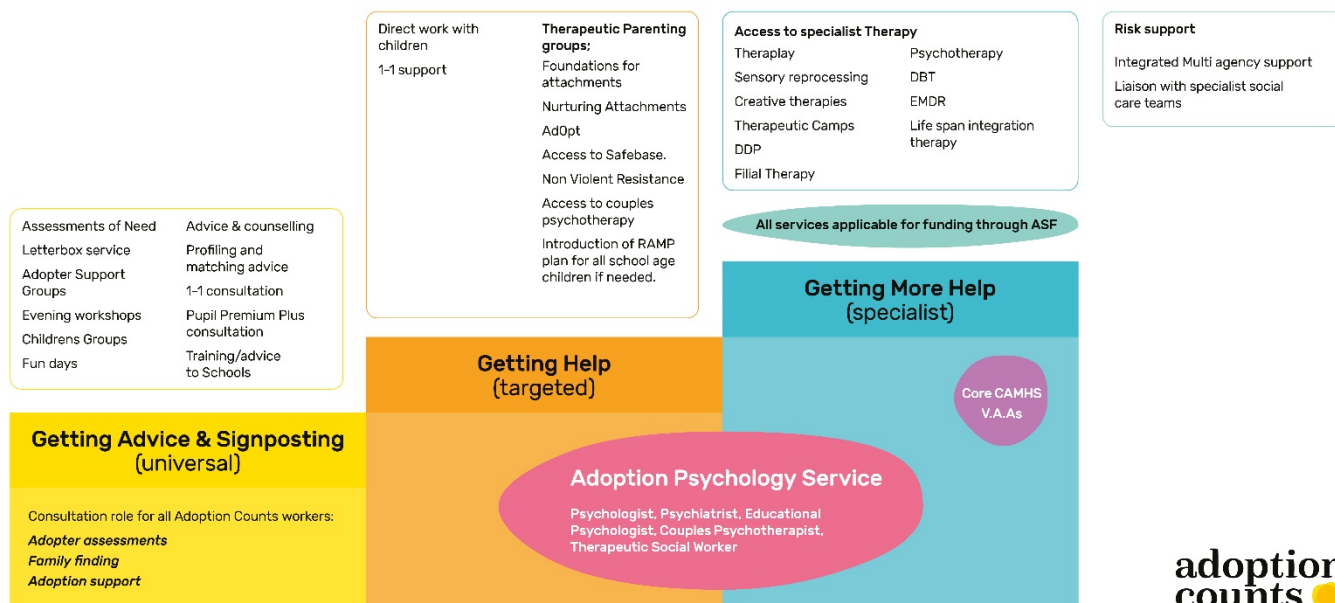 Assessments of Need
Letterbox service
Adopter Support
Groups
Evening workshops
Childrens Groups
Fun days
Advice & counselling
Profiling and
matching advice
1-1 consultation
Pupil Premium Plus
consultation
Training/advice
to Schools
Getting Advice & Signposting
(universal)
Consultation role for all Adoption Counts workers:
Adopter assessments
Family finding
Adoption support
Direct work with
children
1-1 support
Therapeutic Parenting
groups;
Foundations for
attachments
Nurturing Attachments
AdOpt
Access to Safebase.
Non Violent Resistance
Access to couples
psychotherapy
Introduction of RAMP
plan for all school age
children if needed.
Getting Help
(targeted)
Access to specialist Therapy
Theraplay
Sensory reprocessing
Creative therapies
Therapeutic Camps
DDP
Filial Therapy
Psychotherapy
DBT
EMDR
Life span integration
therapy
All services applicable for funding through ASF
Getting More Help
(specialist)
Core CAMHS
V.A.As
Adoption Psychology Service
Psychologist, Psychiatrist, Educational
Psychologist, Couples Psychotherapist,
Therapeutic Social Worker
Risk support
Integrated Multi agency support
Liaison with specialist social
care teams
adoption
counts